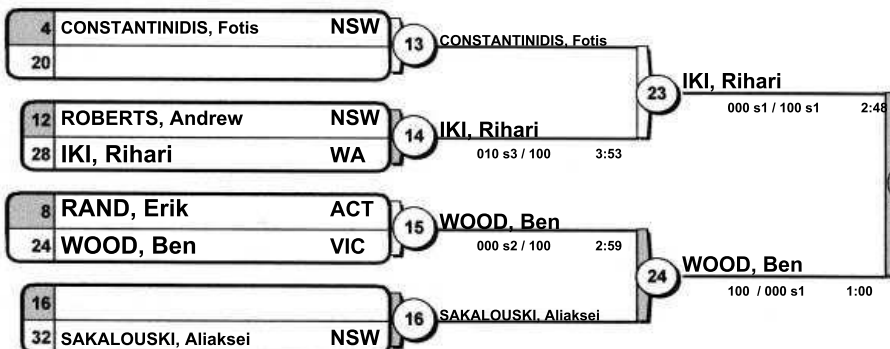 4 CONSTANTINIDIS, Fotis NSW
20
13 CONSTANTINIDIS, Fotis
12 ROBERTS, Andrew NSW
28 IKI, Rihari WA
14 IKI, Rihari
010 s3 / 100 3:53
23 IKI, Rihari
000 s1 / 100 s1 2:48
8 RAND, Erik ACT
24 WOOD, Ben VIC
15 WOOD, Ben
000 s2 / 100 2:59
16
32 SAKALOUSKI, Aliaksei NSW
16 SAKALOUSKI, Aliaksei
24 WOOD, Ben
100 / 000 s1 1:00